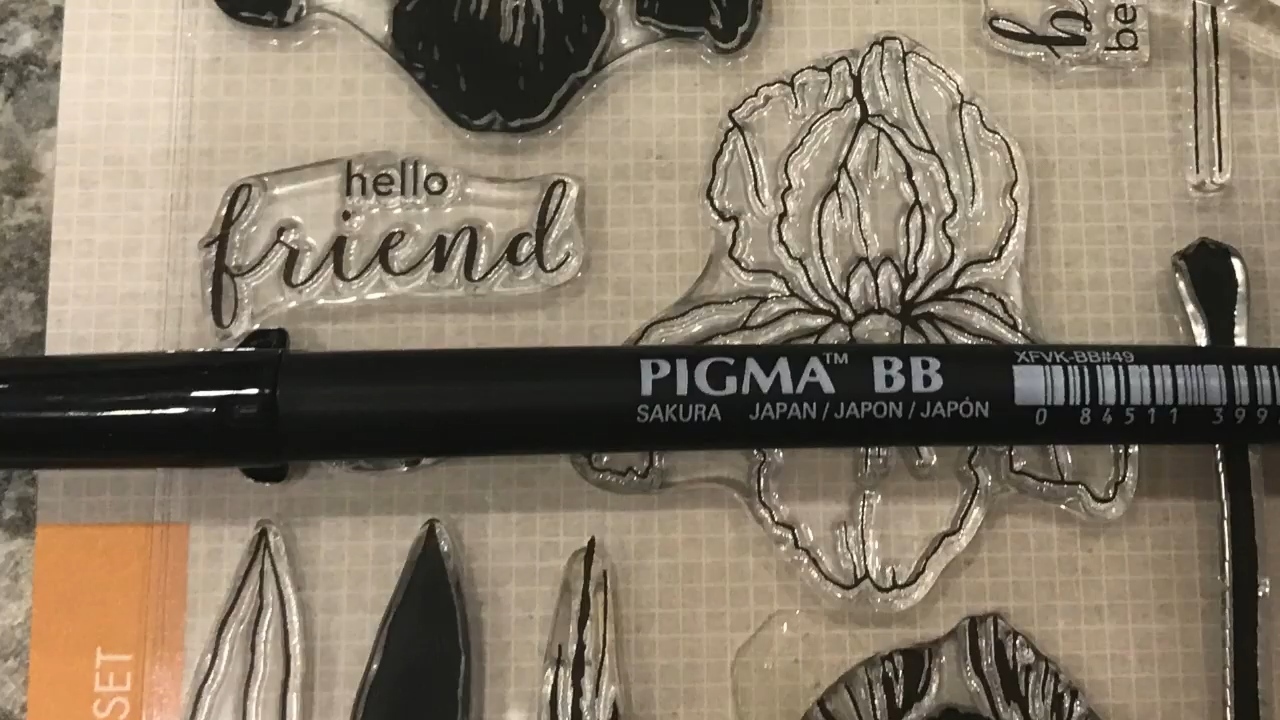 be
hello
friend
PIGMA™ BB
XFVK-BB#49
SAKURA JAPAN / JAPON / JAPÓN
0 84511 399
SET